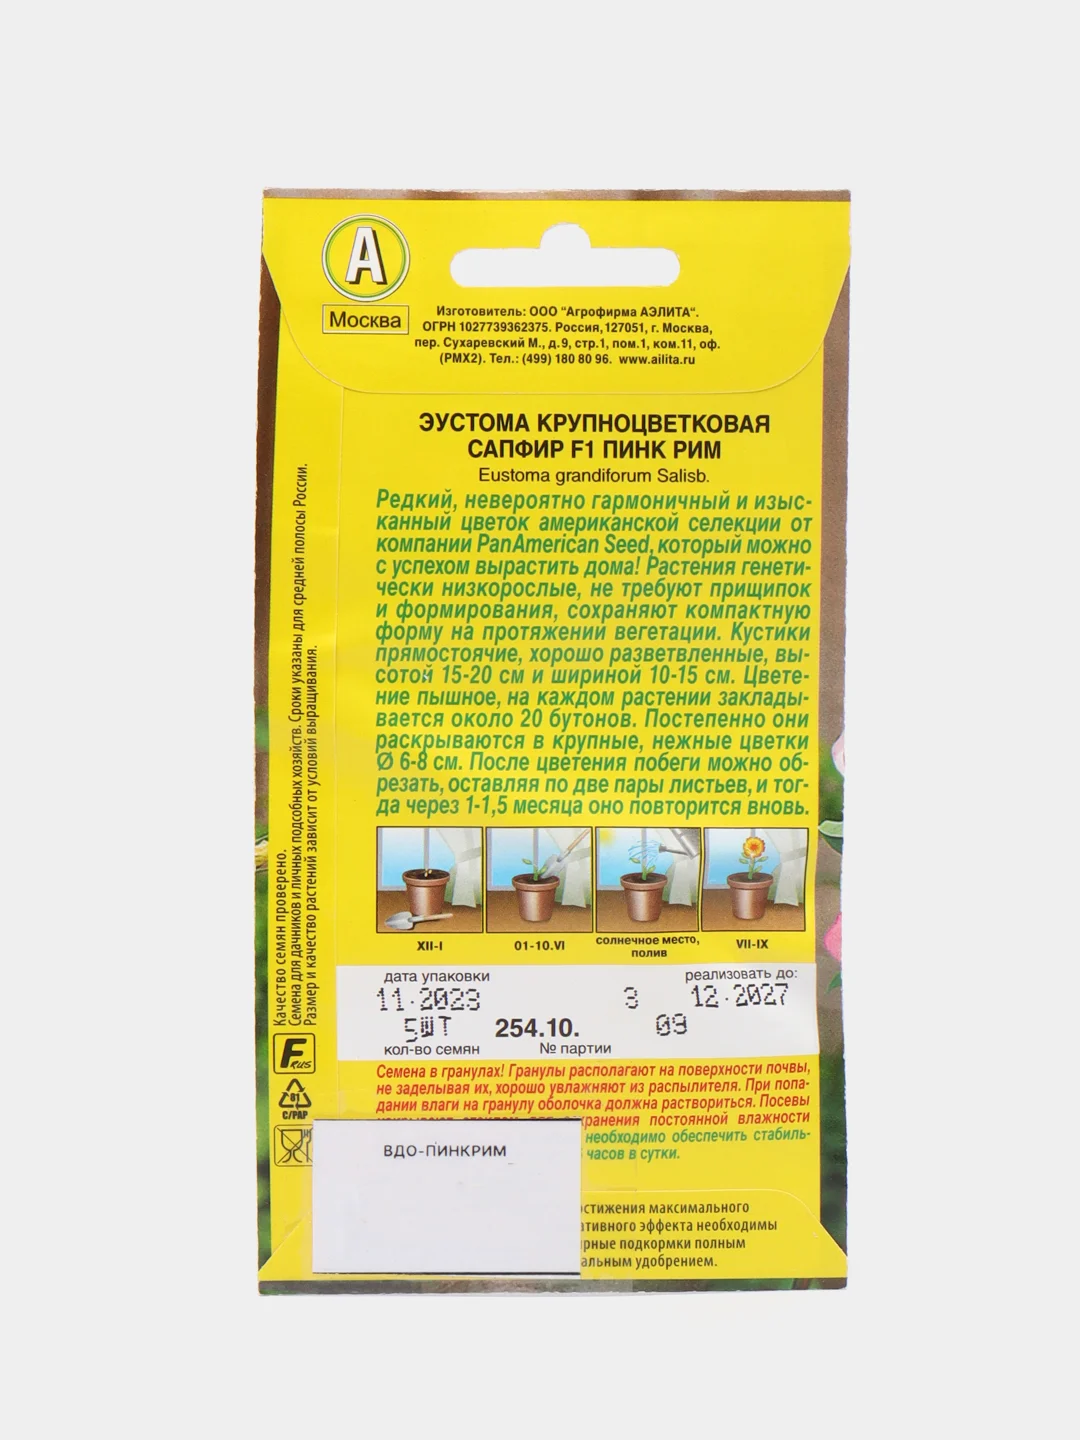 А
Москва
Изготовитель: ООО "Агрофирма АЭЛИТА".
ОГРН 1027739362375. Россия, 127051, г. Москва,
пер. Сухаревский М., д.9, стр.1, пом.1, ком.11, оф.
(РМХ2). Тел.: (499) 180 80 96. www.ailita.ru
ЭУСТОМА КРУПНОЦВЕТКОВАЯ
САПФИР F1 ПИНК РИМ
Eustoma grandiforum Salisb.
Редкий, невероятно гармоничный и изыс-
канный цветок американской селекции от
компании PanAmerican Seed, который можно
с успехом вырастить дома! Растения генети-
чески низкорослые, не требуют прищипок
и формирования, сохраняют компактную
форму на протяжении вегетации. Кустики
прямостоячие, хорошо разветвленные, вы-
сотой 15-20 см и шириной 10-15 см. Цвете-
ние пышное, на каждом растении заклады-
вается около 20 бутонов. Постепенно они
раскрываются в крупные, нежные цветки
Ø 6-8 см. После цветения побеги можно об-
резать, оставляя по две пары листьев, и тог-
да через 1-1,5 месяца оно повторится вновь.
XII-I
01-10.VI
солнечное место,
полив
VII-IX
дата упаковки
реализовать до:
11.2023
3
12.2027
5ШТ
254.10.
09
кол-во семян
№ партии
Семена в гранулах! Гранулы располагают на поверхности почвы,
не заделывая их, хорошо увлажняют из распылителя. При попа-
дании влаги на гранулу оболочка должна раствориться. Посевы
постоянной влажности
необходимо обеспечить стабиль-
часов в сутки.
максимального
эффекта необходимы
подкормки полным
удобрением.
ВДО-ПИНКРИМ
Качество семян проверено.
Семена для дачников и личных подсобных хозяйств. Сроки указаны для средней полосы России.
Размер и качество растений зависит от условий выращивания.
F
RUS
81
C/PAP